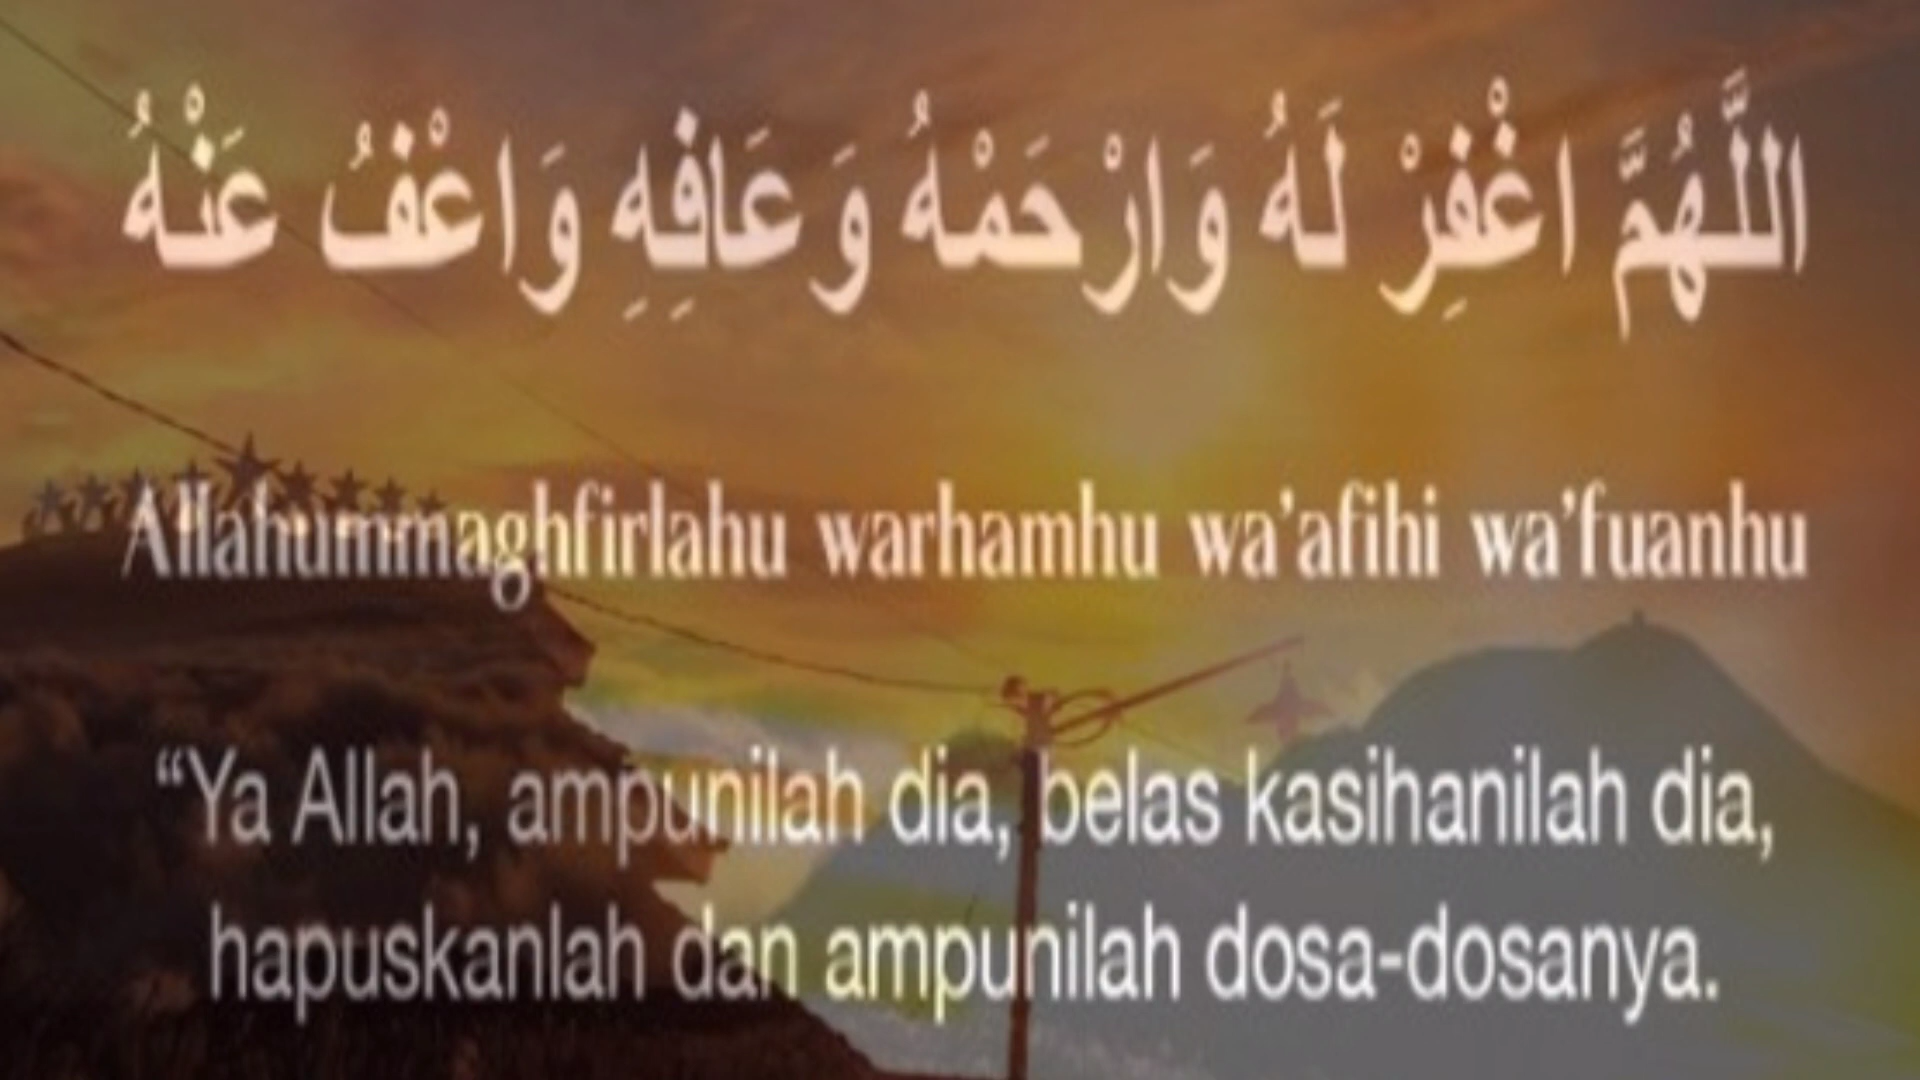 اللَّهُمَّ اغْفِرْ لَهُ وَارْحَمْهُ وَعَافِهِ وَاعْفُ عَنْهُ
Allahummaghfirlahu warhamhu wa’afihi wa’fuanhu
“Ya Allah, ampunilah dia, belas kasihanilah dia,
hapuskanlah dan ampunilah dosa-dosanya.